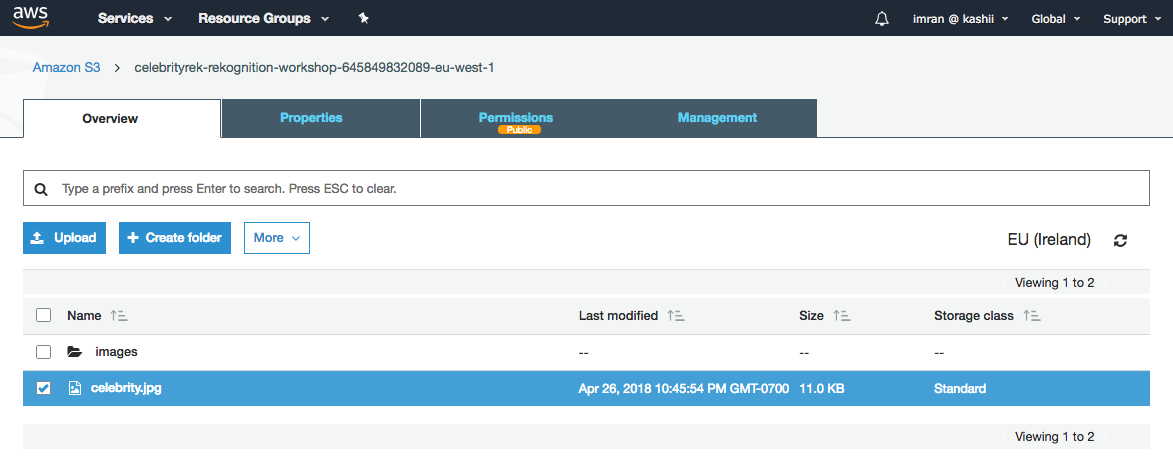 aws Services Resource Groups imran @ kashii Global Support
Amazon S3 > celebrityrek-rekognition-workshop-645849832089-eu-west-1
Overview Properties Permissions Management
Public
Type a prefix and press Enter to search. Press ESC to clear.
Upload + Create folder More EU (Ireland)
Viewing 1 to 2
Name Last modified Size Storage class
images -- -- --
celebrity.jpg Apr 26, 2018 10:45:54 PM GMT-0700 11.0 KB Standard
Viewing 1 to 2